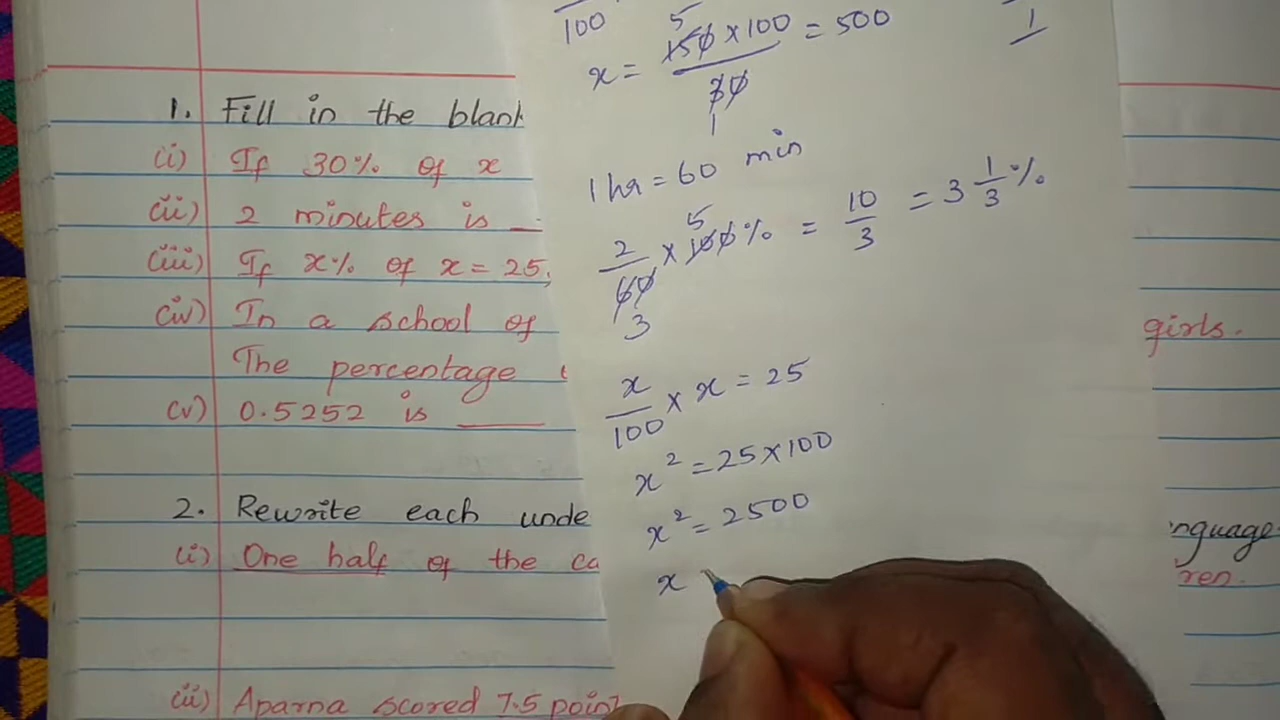 1. Fill in the blank
(i) If 30% of x
(ii) 2 minutes is __
(iii) If x% of x = 25,
(iv) In a school of
girls.
The percentage
(v) 0.5252 is ____
2. Rewrite each unde
nguage
(i) One half of the ca
ren.
(ii) Aparna scored 7.5 point
100
x = 150 × 100 / 30 = 500
5
1
1
1 hr = 60 min
2/60 × 100% = 10/3 = 3 1/3 %
5
3
x/100 × x = 25
x² = 25 × 100
x² = 2500
x